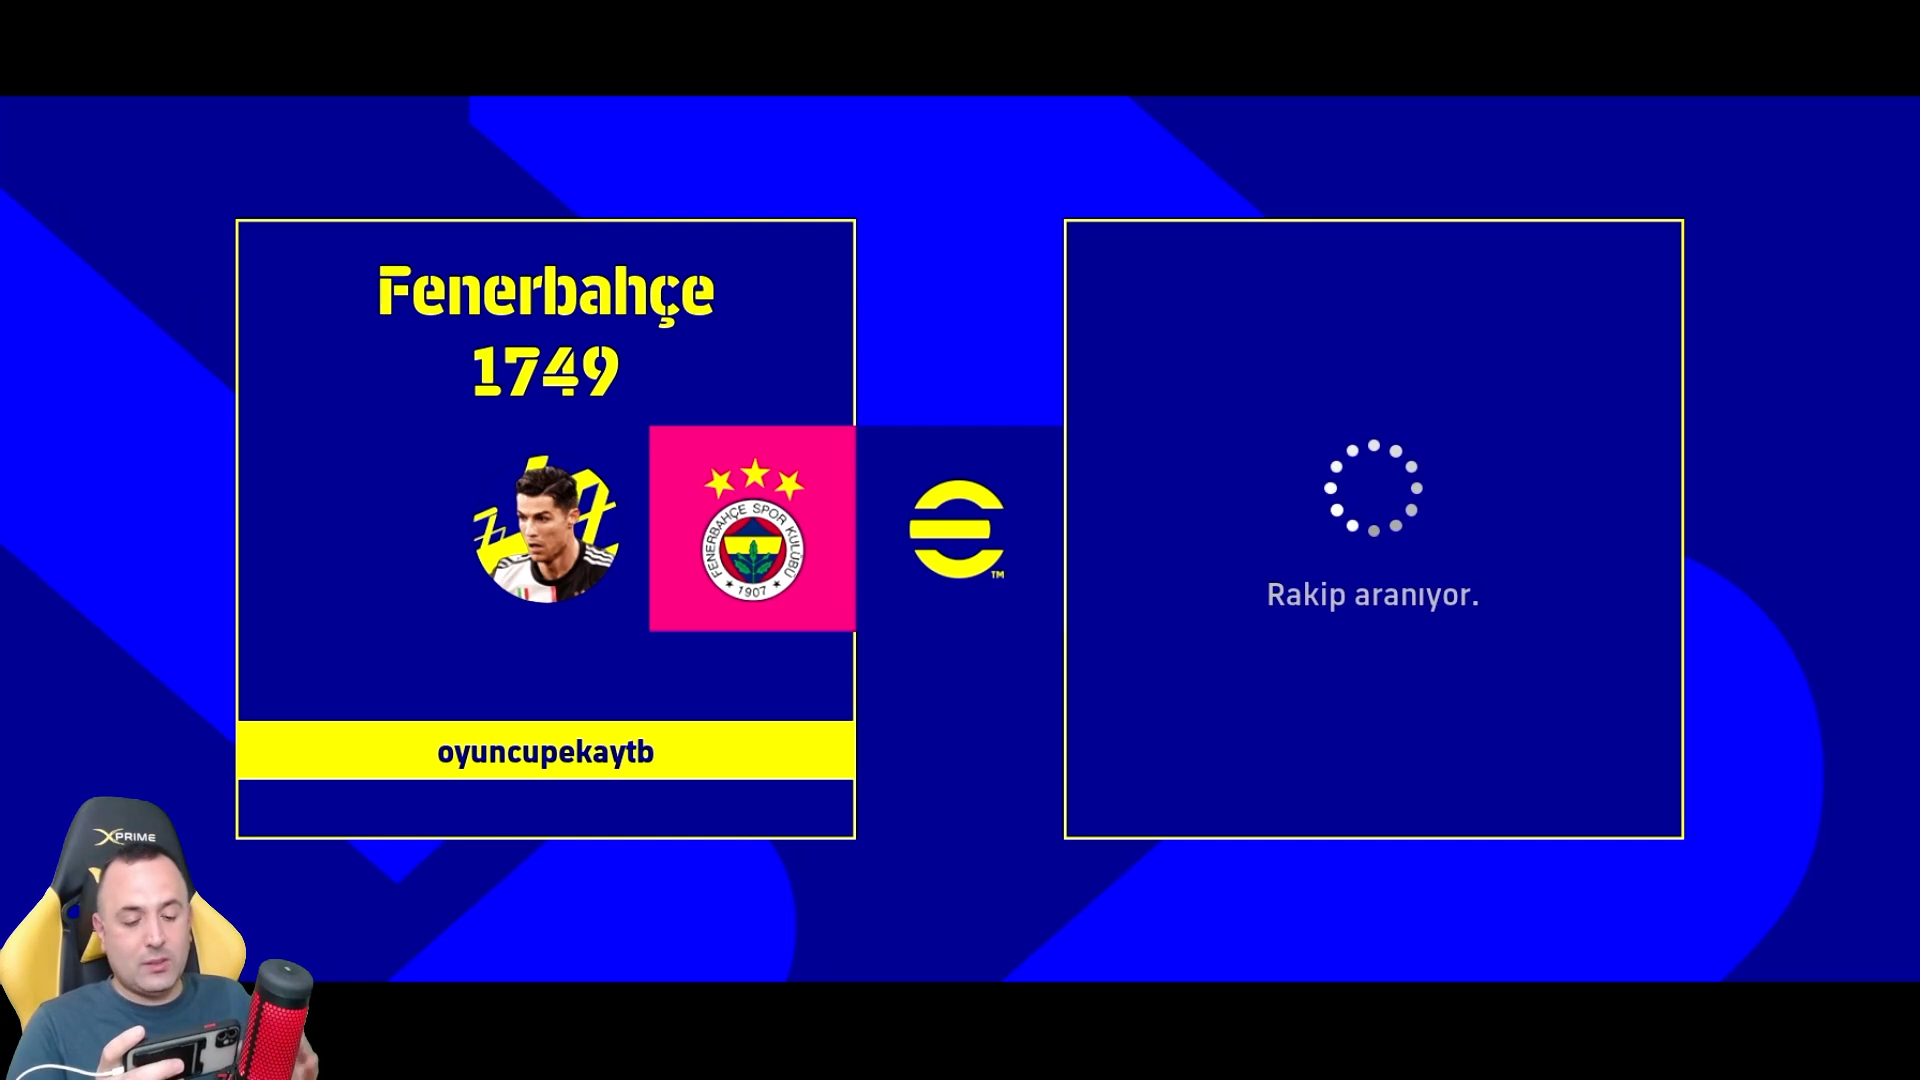 Fenerbahçe
1749
FENERBAHÇE SPOR KULÜBÜ
1907
TM
Rakip aranıyor.
oyuncupekaytb
XPRIME